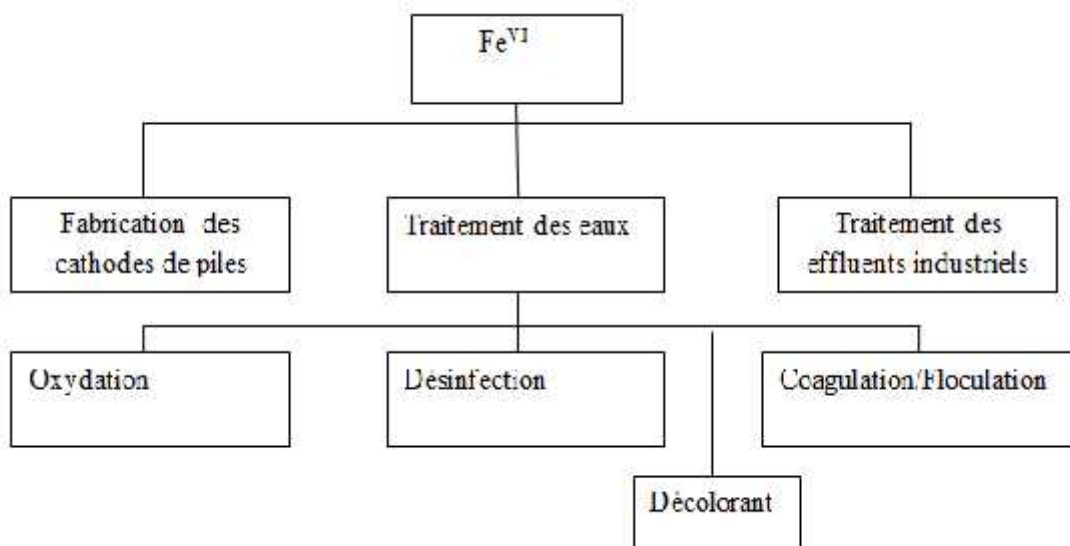 Fe^VI
Fabrication des
cathodes de piles
Traitement des eaux
Traitement des
effluents industriels
Oxydation
Désinfection
Coagulation/Floculation
Décolorant